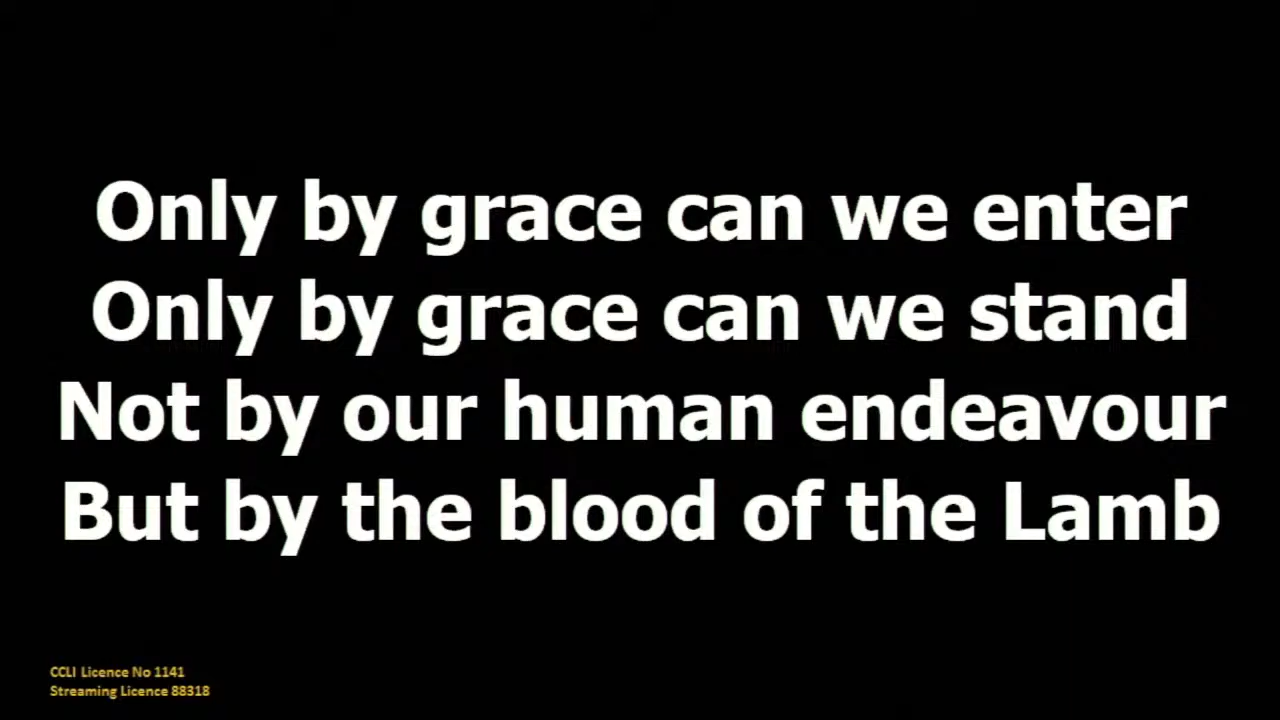 Only by grace can we enter
Only by grace can we stand
Not by our human endeavour
But by the blood of the Lamb
CCLI Licence No 1141
Streaming Licence 88318